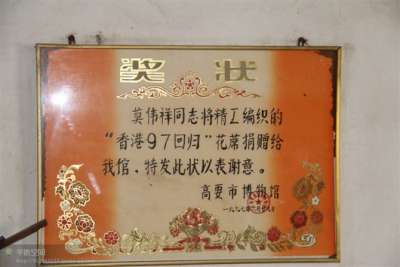 奖状
莫伟祥同志将精工编织的
“香港97回归”花席捐赠给
我馆，特发此状以表谢意。
高要市博物馆